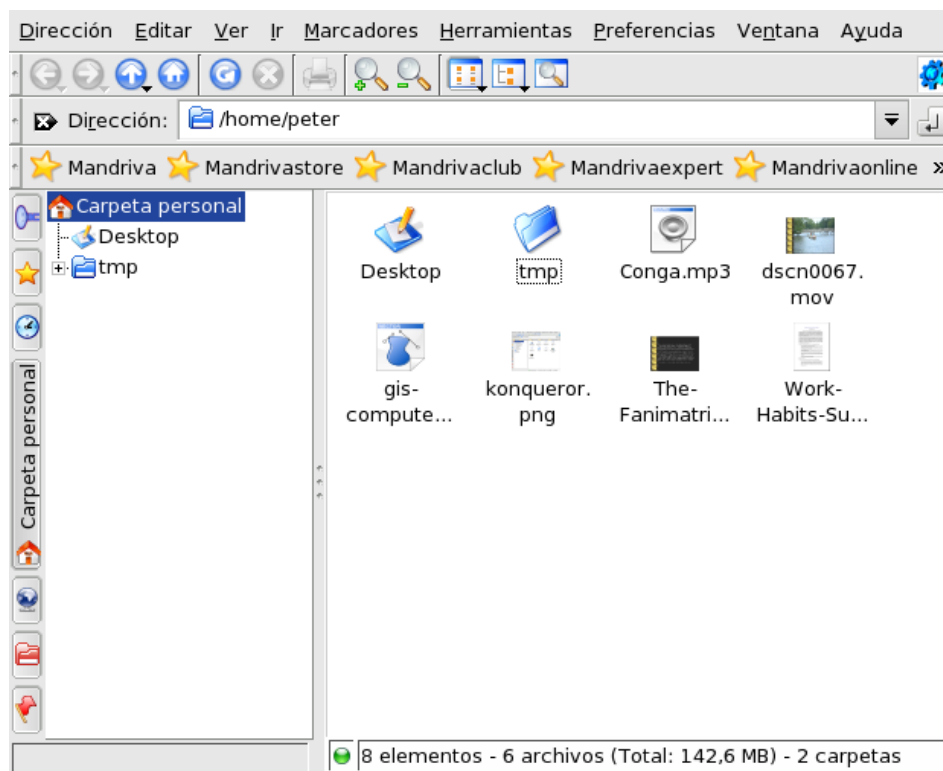 Dirección Editar Ver Ir Marcadores Herramientas Preferencias Ventana Ayuda
Dirección: /home/peter
Mandriva Mandrivastore Mandrivaclub Mandrivaexpert Mandrivaonline »
Carpeta personal
Desktop
tmp
Carpeta personal
Desktop tmp Conga.mp3 dscn0067.
mov
gis- konqueror. The- Work-
compute... png Fanimatri... Habits-Su...
8 elementos - 6 archivos (Total: 142,6 MB) - 2 carpetas